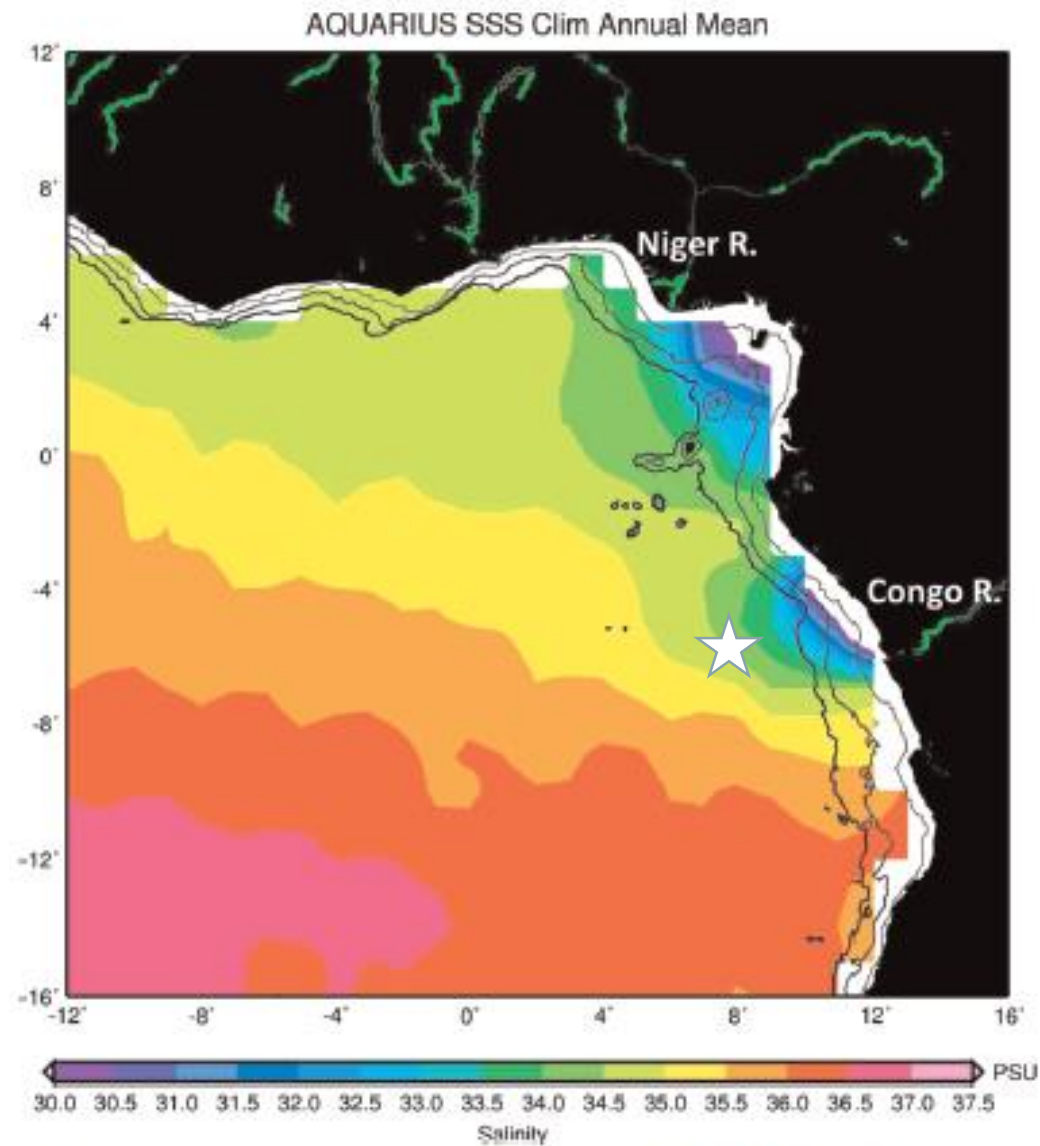 AQUARIUS SSS Clim Annual Mean
12°
8°
4°
0°
-4°
-8°
-12°
-16°
Niger R.
Congo R.
-12° -8° -4° 0° 4° 8° 12° 16°
PSU
30.0 30.5 31.0 31.5 32.0 32.5 33.0 33.5 34.0 34.5 35.0 35.5 36.0 36.5 37.0 37.5
Salinity